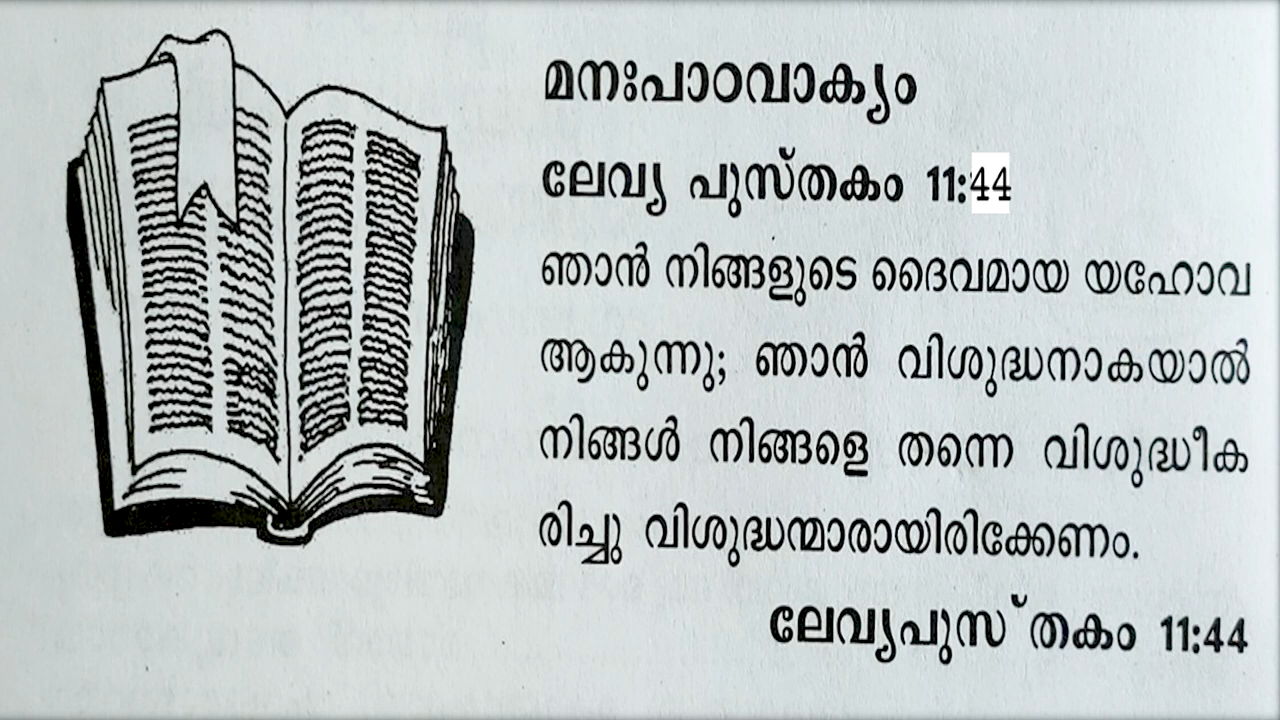 മനഃപാഠവാക്യം
ലേവ്യ പുസ്തകം 11:44
ഞാൻ നിങ്ങളുടെ ദൈവമായ യഹോവ
ആകുന്നു; ഞാൻ വിശുദ്ധനാകയാൽ
നിങ്ങൾ നിങ്ങളെ തന്നെ വിശുദ്ധീക
രിച്ചു വിശുദ്ധന്മാരായിരിക്കേണം.
ലേവ്യപുസ്തകം 11:44